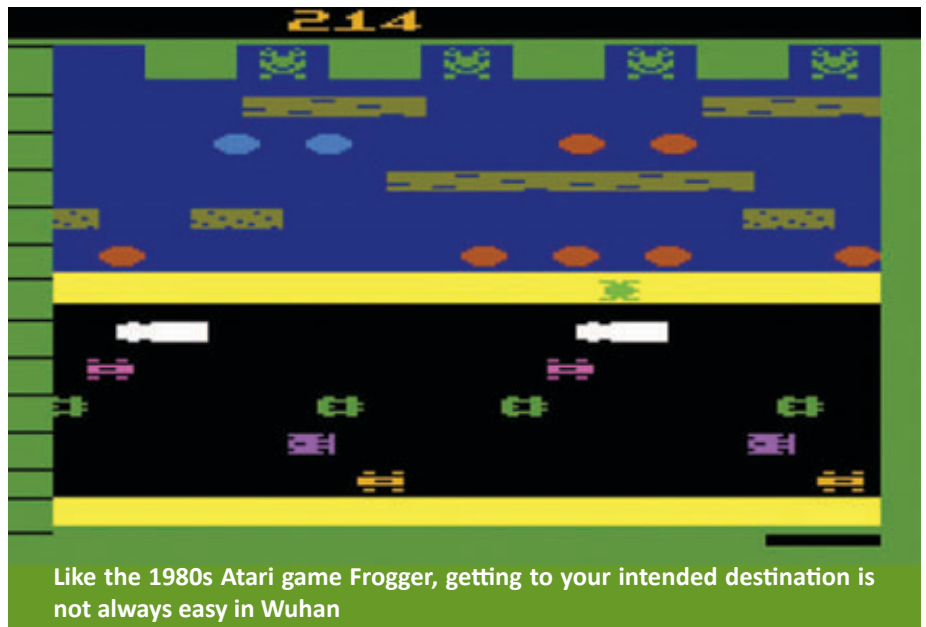 214
Like the 1980s Atari game Frogger, getting to your intended destination is
not always easy in Wuhan